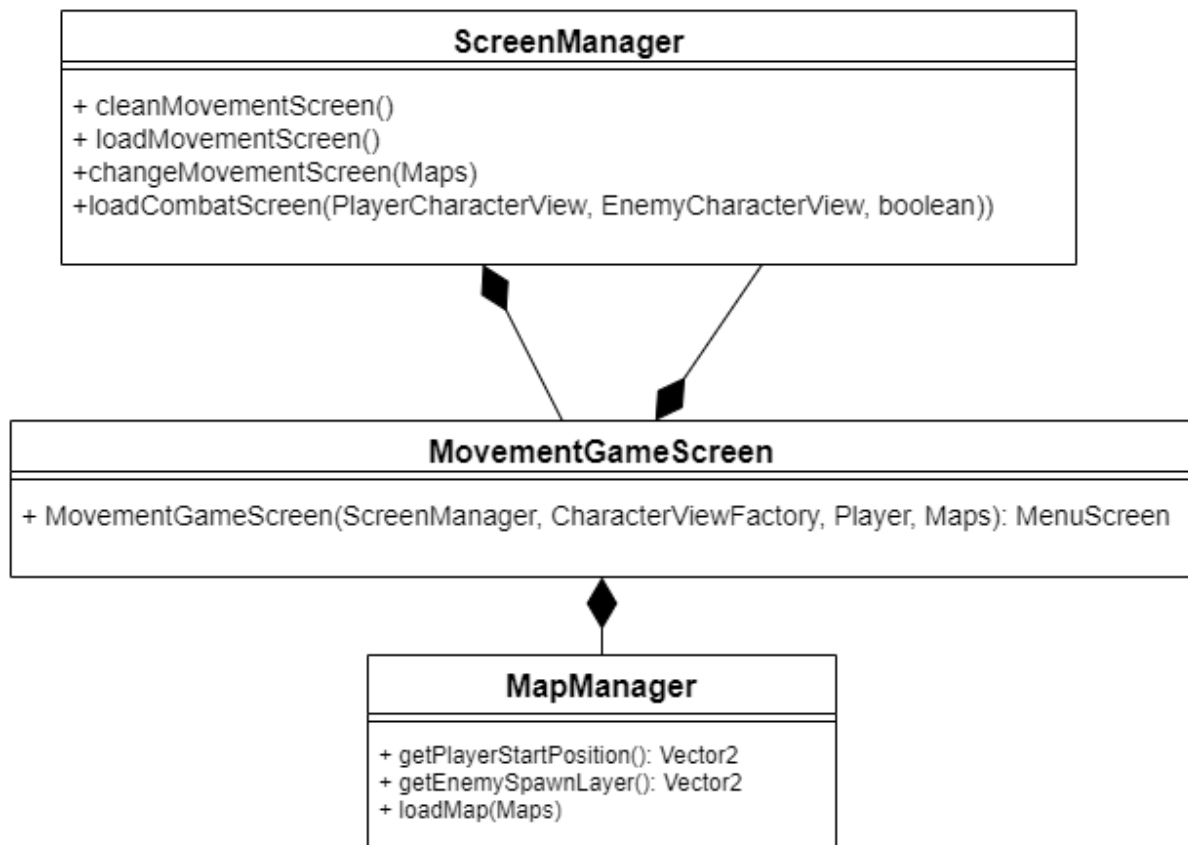 ScreenManager
+ cleanMovementScreen()
+ loadMovementScreen()
+changeMovementScreen(Maps)
+loadCombatScreen(PlayerCharacterView, EnemyCharacterView, boolean))
MovementGameScreen
+ MovementGameScreen(ScreenManager, CharacterViewFactory, Player, Maps): MenuScreen
MapManager
+ getPlayerStartPosition(): Vector2
+ getEnemySpawnLayer(): Vector2
+ loadMap(Maps)